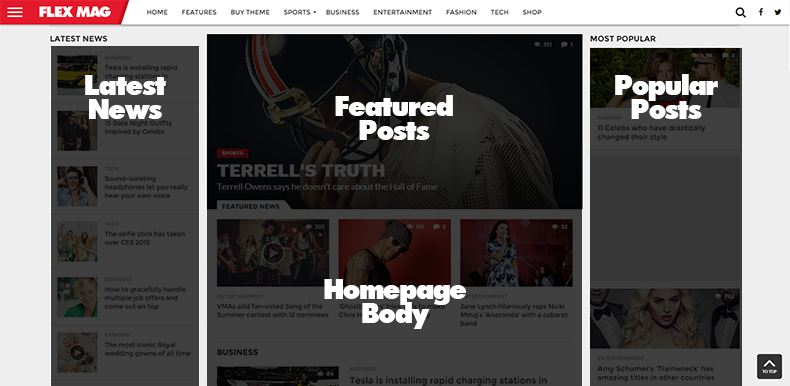 FLEX MAG
HOME FEATURES BUY THEME SPORTS BUSINESS ENTERTAINMENT FASHION TECH SHOP
LATEST NEWS
BUSINESS
Tesla is installing rapid
charging stations in
Latest
News
15 Date Night Outfits
Inspired by Celebs
TECH
Sound-isolating
headphones let you really
hear your own voice
TECH
The selfie stick has taken
over CES 2015
BUSINESS
How to gracefully handle
multiple job offers and
come out on top
FASHION
The most iconic Royal
wedding gowns of all time
351 1
Featured
Posts
SPORTS
TERRELL'S TRUTH
Terrell Owens says he doesn't care about the Hall of Fame
FEATURED NEWS
201
101 2
32
Homepage
Body
ENTERTAINMENT
VMAs add fan-voted Song of the
Summer contest with 12 nominees
Chris
ENTERTAINMENT
Jane Lynch hilariously raps Nicki
Minaj's 'Anaconda' with a cabaret
band
BUSINESS
Tesla is installing rapid charging stations in
MOST POPULAR
Popular
Posts
FASHION
11 Celebs who have drastically
changed their style
ENTERTAINMENT
Amy Schumer's 'Trainwreck' has
amazing titles in other countries
TO TOP